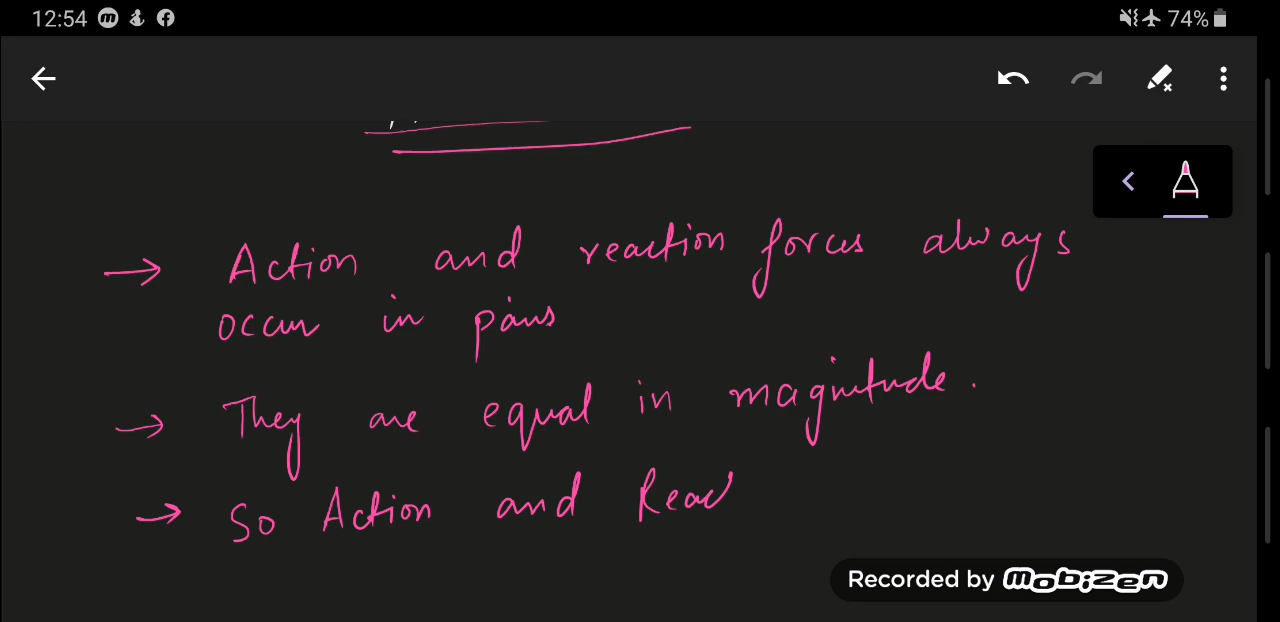 12:54
74%
→ Action and reaction forces always
occur in pairs
→ They are equal in magnitude.
→ So Action and Reac
Recorded by mobizen